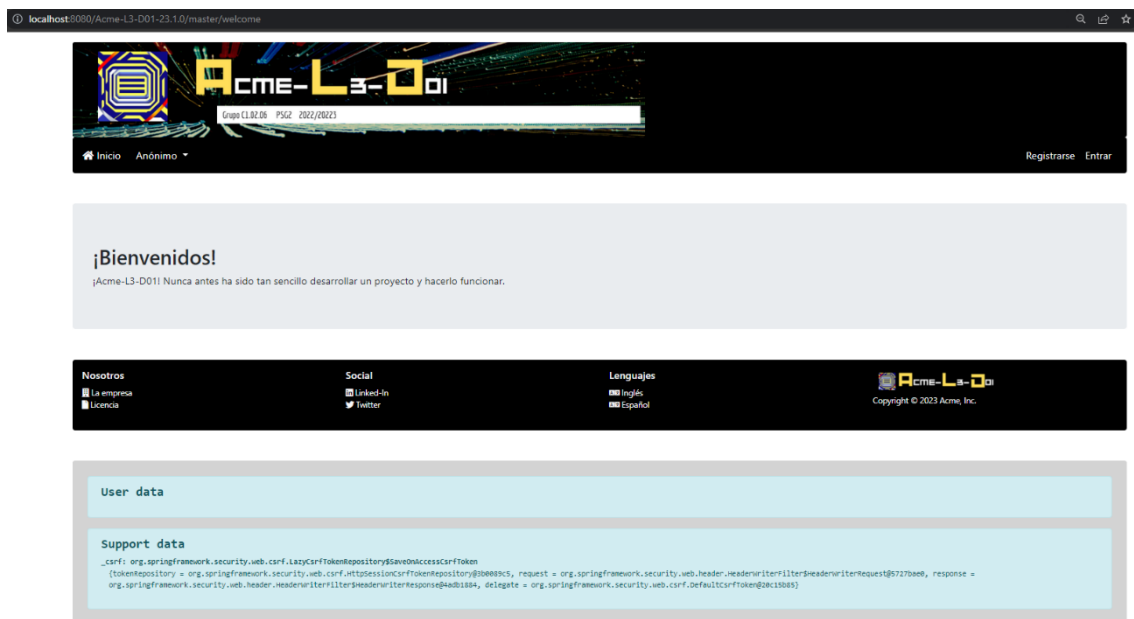 localhost:8080/Acme-L3-D01-23.1.0/master/welcome
Acme-L3-D01
Grupo C1.02.06 PSG2 2022/20223
Inicio Anónimo Registrarse Entrar
¡Bienvenidos!
¡Acme-L3-D01! Nunca antes ha sido tan sencillo desarrollar un proyecto y hacerlo funcionar.
Nosotros Social Lenguajes Acme-L3-D01
La empresa Linked-In Inglés Copyright © 2023 Acme, Inc.
Licencia Twitter Español
User data
Support data
_csrf: org.springframework.security.web.csrf.LazyCsrfTokenRepository$SaveOnAccessCsrfToken
{tokenRepository = org.springframework.security.web.csrf.HttpSessionCsrfTokenRepository@3b0089c5, request = org.springframework.security.web.header.HeaderWriterFilter$HeaderWriterRequest@5727bae0, response =
org.springframework.security.web.header.HeaderWriterFilter$HeaderWriterResponse@4adb1884, delegate = org.springframework.security.web.csrf.DefaultCsrfToken@20c15b85}